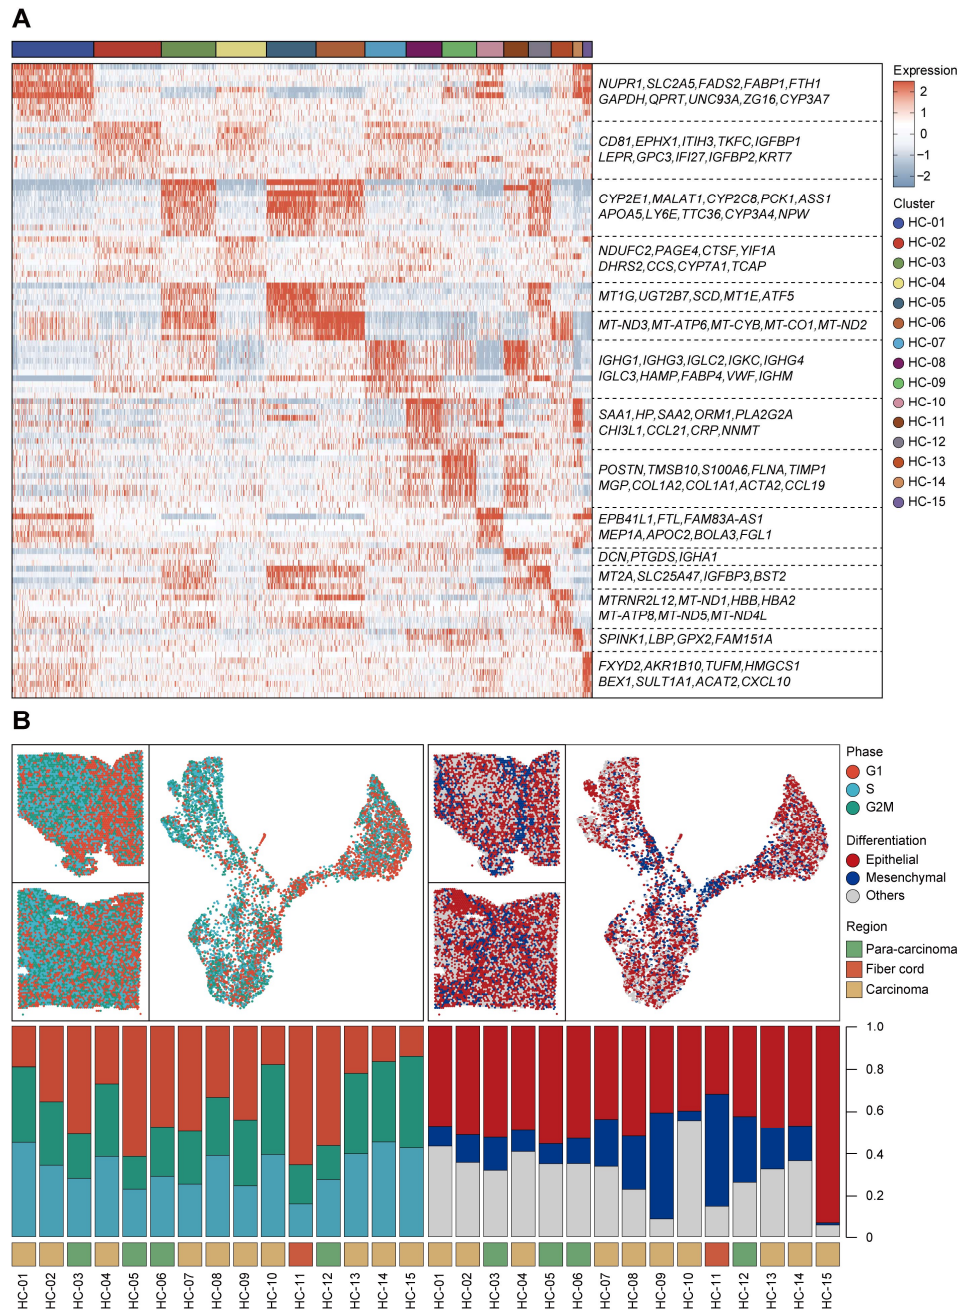 A
NUPR1,SLC2A5,FADS2,FABP1,FTH1
GAPDH,QPRT,UNC93A,ZG16,CYP3A7
CD81,EPHX1,ITIH3,TKFC,IGFBP1
LEPR,GPC3,IFI27,IGFBP2,KRT7
CYP2E1,MALAT1,CYP2C8,PCK1,ASS1
APOA5,LY6E,TTC36,CYP3A4,NPW
NDUFC2,PAGE4,CTSF,YIF1A
DHRS2,CCS,CYP7A1,TCAP
MT1G,UGT2B7,SCD,MT1E,ATF5
MT-ND3,MT-ATP6,MT-CYB,MT-CO1,MT-ND2
IGHG1,IGHG3,IGLC2,IGKC,IGHG4
IGLC3,HAMP,FABP4,VWF,IGHM
SAA1,HP,SAA2,ORM1,PLA2G2A
CHI3L1,CCL21,CRP,NNMT
POSTN,TMSB10,S100A6,FLNA,TIMP1
MGP,COL1A2,COL1A1,ACTA2,CCL19
EPB41L1,FTL,FAM83A-AS1
MEP1A,APOC2,BOLA3,FGL1
DCN,PTGDS,IGHA1
MT2A,SLC25A47,IGFBP3,BST2
MTRNR2L12,MT-ND1,HBB,HBA2
MT-ATP8,MT-ND5,MT-ND4L
SPINK1,LBP,GPX2,FAM151A
FXYD2,AKR1B10,TUFM,HMGCS1
BEX1,SULT1A1,ACAT2,CXCL10
Expression
2
1
0
−1
−2
Cluster
HC-01
HC-02
HC-03
HC-04
HC-05
HC-06
HC-07
HC-08
HC-09
HC-10
HC-11
HC-12
HC-13
HC-14
HC-15
B
Phase
G1
S
G2M
Differentiation
Epithelial
Mesenchymal
Others
Region
Para-carcinoma
Fiber cord
Carcinoma
1.0
0.8
0.6
0.4
0.2
0
HC-01
HC-02
HC-03
HC-04
HC-05
HC-06
HC-07
HC-08
HC-09
HC-10
HC-11
HC-12
HC-13
HC-14
HC-15
HC-01
HC-02
HC-03
HC-04
HC-05
HC-06
HC-07
HC-08
HC-09
HC-10
HC-11
HC-12
HC-13
HC-14
HC-15